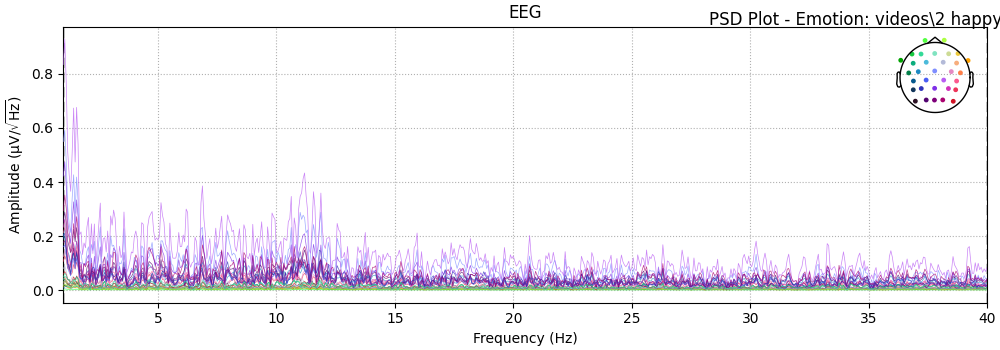 EEG
PSD Plot - Emotion: videos\2 happy
Amplitude (µV/√Hz)
0.8
0.6
0.4
0.2
0.0
5 10 15 20 25 30 35 40
Frequency (Hz)